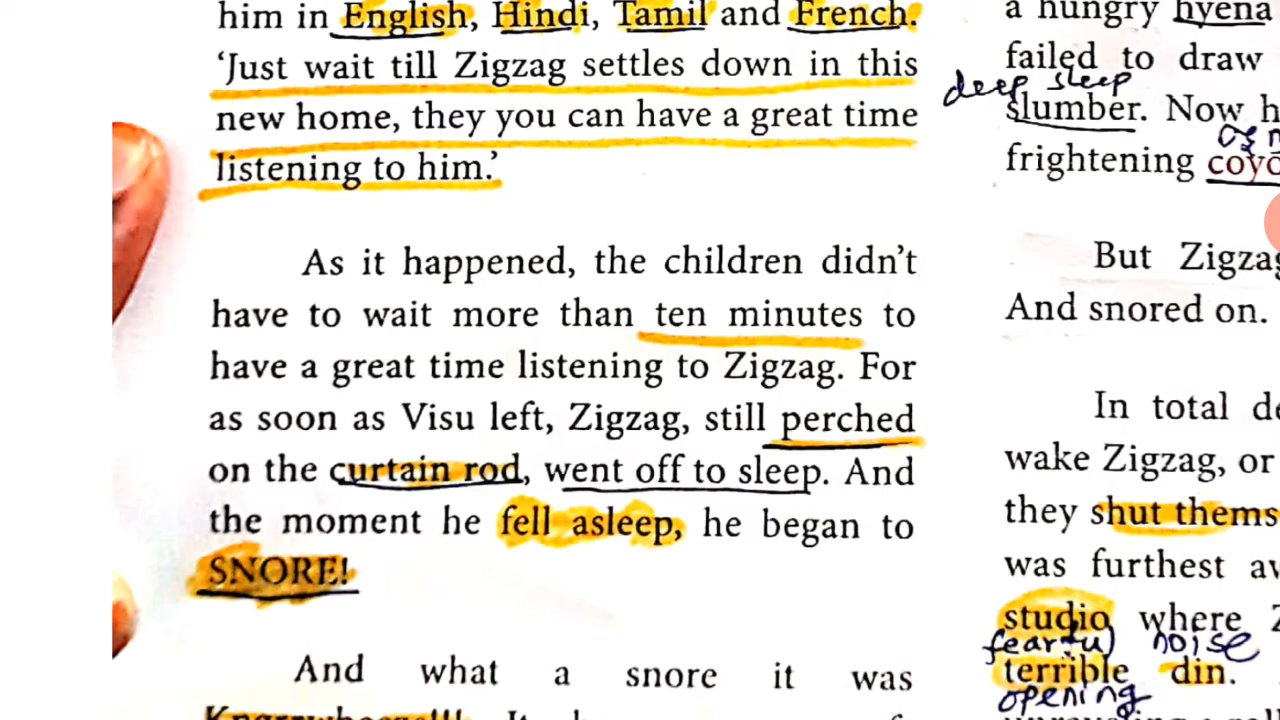 him in English, Hindi, Tamil and French.
‘Just wait till Zigzag settles down in this
new home, they you can have a great time
listening to him.’
As it happened, the children didn’t
have to wait more than ten minutes to
have a great time listening to Zigzag. For
as soon as Visu left, Zigzag, still perched
on the curtain rod, went off to sleep. And
the moment he fell asleep, he began to
SNORE!
And what a snore it was
a hungry hyena
failed to draw
deep sleep
slumber. Now
frightening
But
And snored on.
In total
wake Zigzag, or
they shut
was furthest
studio where
fearful noise
terrible din.
opening